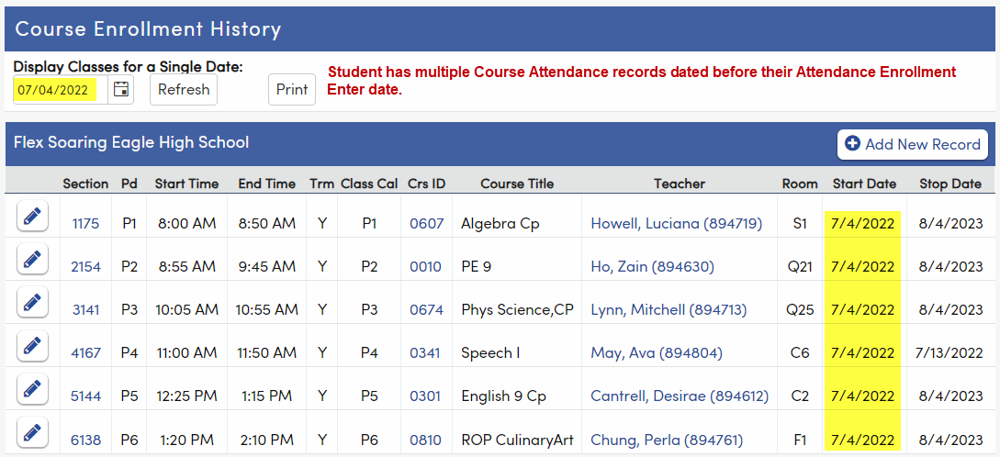 Course Enrollment History
Display Classes for a Single Date:
07/04/2022 Refresh Print
Student has multiple Course Attendance records dated before their Attendance Enrollment
Enter date.
Flex Soaring Eagle High School Add New Record
Section Pd Start Time End Time Trm Class Cal Crs ID Course Title Teacher Room Start Date Stop Date
1175 P1 8:00 AM 8:50 AM Y P1 0607 Algebra Cp Howell, Luciana (894719) S1 7/4/2022 8/4/2023
2154 P2 8:55 AM 9:45 AM Y P2 0010 PE 9 Ho, Zain (894630) Q21 7/4/2022 8/4/2023
3141 P3 10:05 AM 10:55 AM Y P3 0674 Phys Science,CP Lynn, Mitchell (894713) Q25 7/4/2022 8/4/2023
4167 P4 11:00 AM 11:50 AM Y P4 0341 Speech I May, Ava (894804) C6 7/4/2022 7/13/2022
5144 P5 12:25 PM 1:15 PM Y P5 0301 English 9 Cp Cantrell, Desirae (894612) C2 7/4/2022 8/4/2023
6138 P6 1:20 PM 2:10 PM Y P6 0810 ROP CulinaryArt Chung, Perla (894761) F1 7/4/2022 8/4/2023